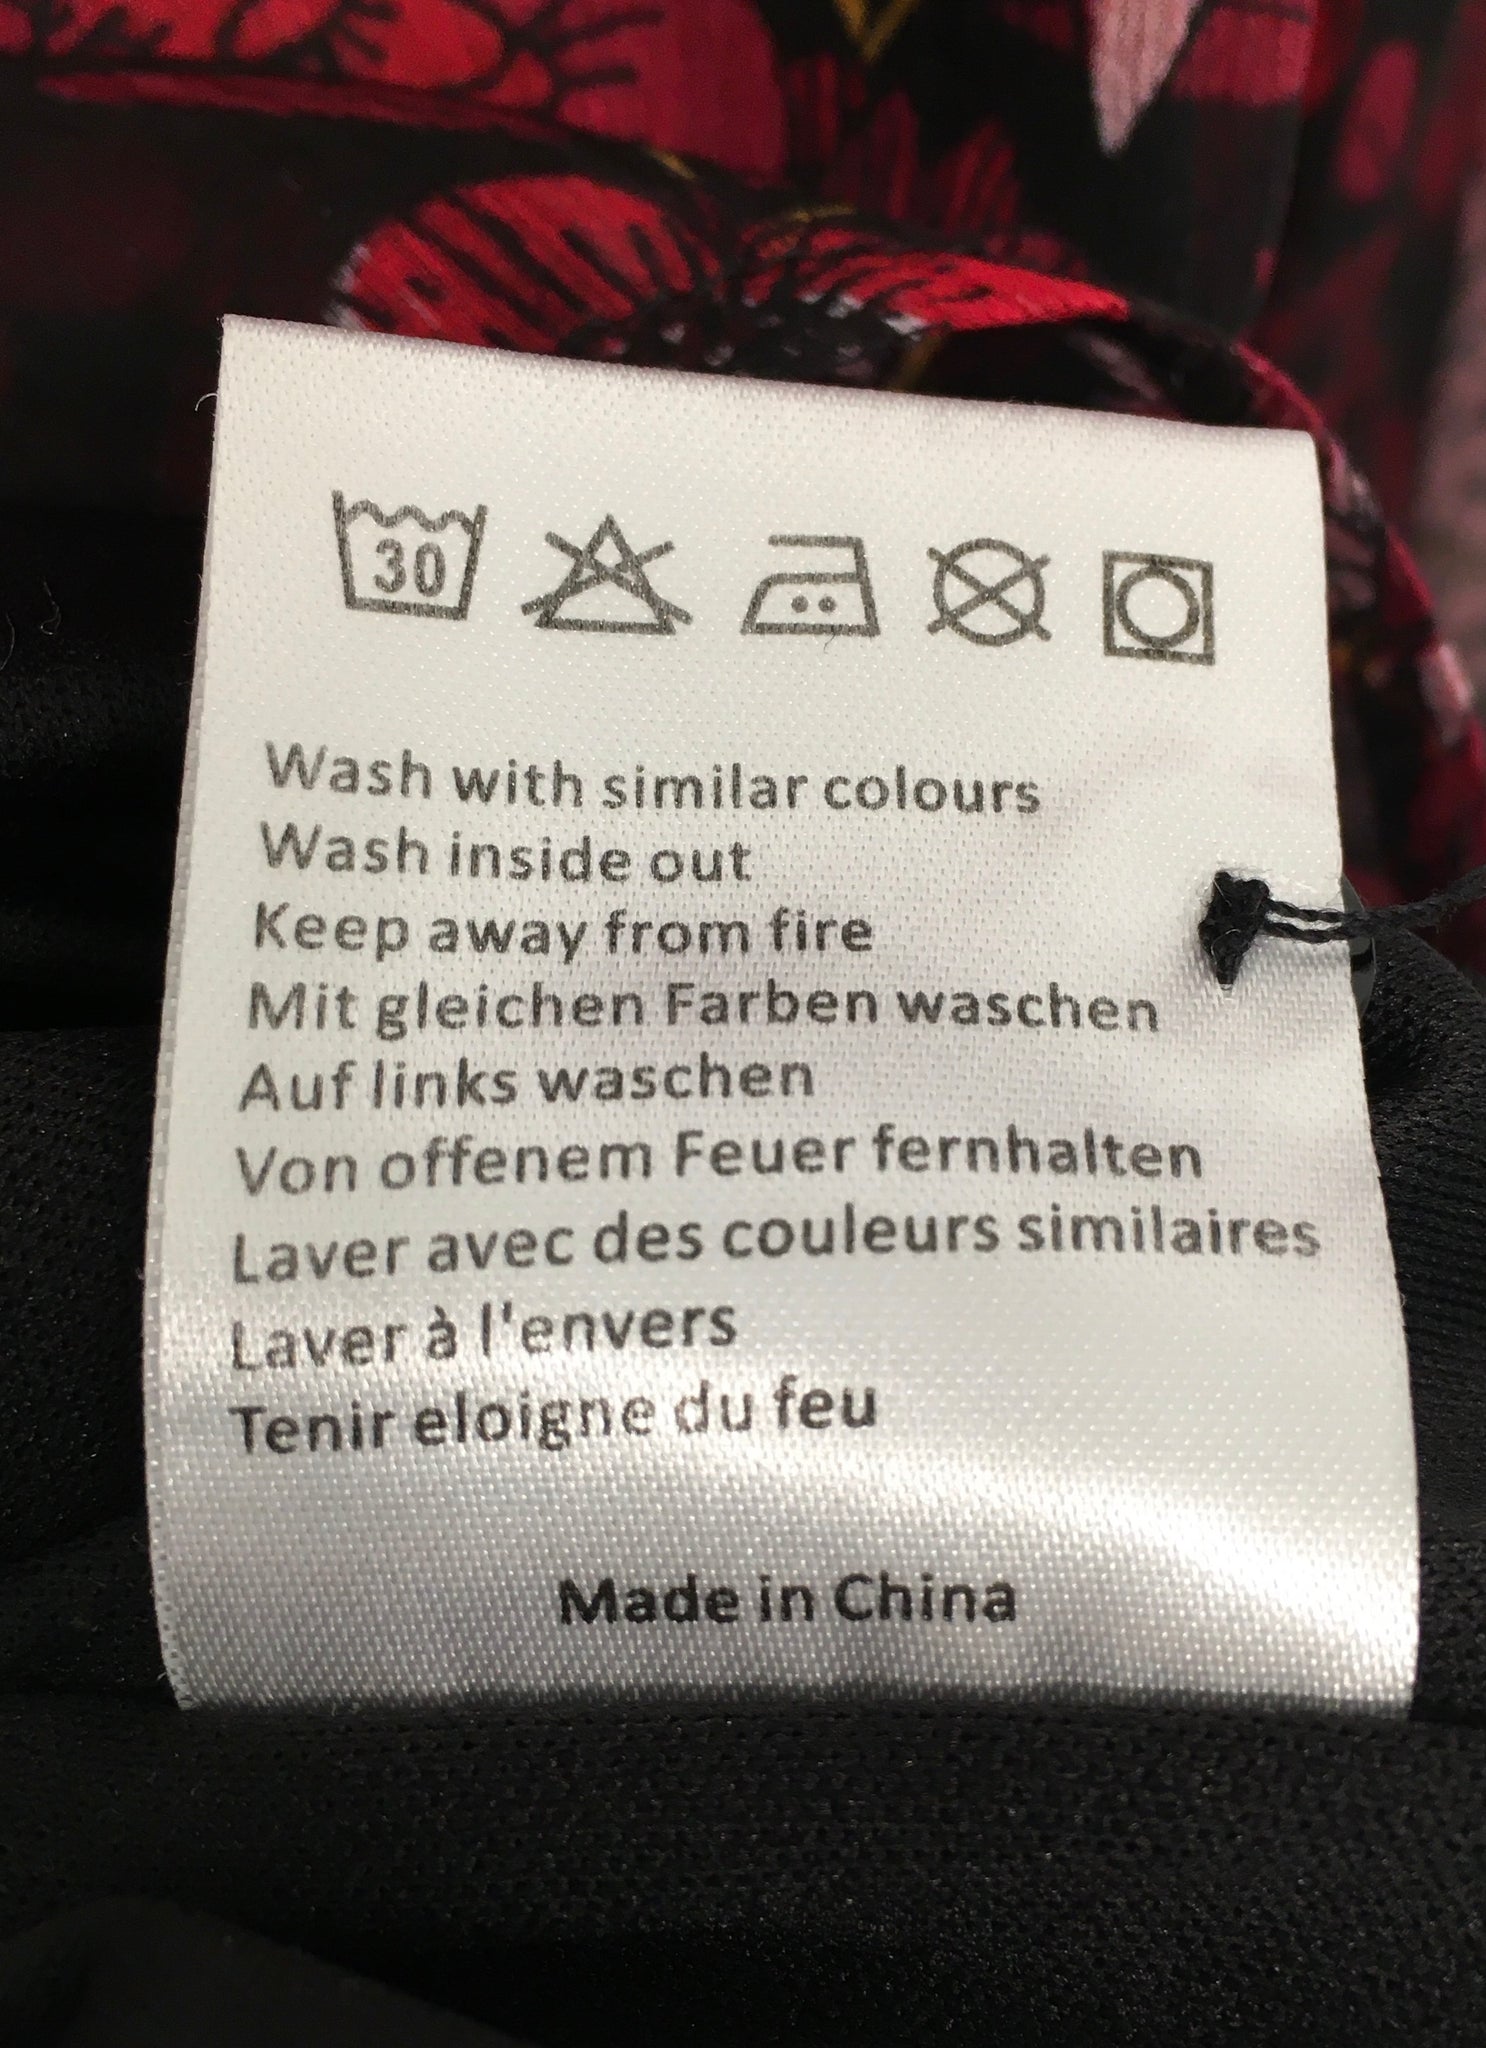 30
Wash with similar colours
Wash inside out
Keep away from fire
Mit gleichen Farben waschen
Auf links waschen
Von offenem Feuer fernhalten
Laver avec des couleurs similaires
Laver à l'envers
Tenir eloigne du feu
Made in China